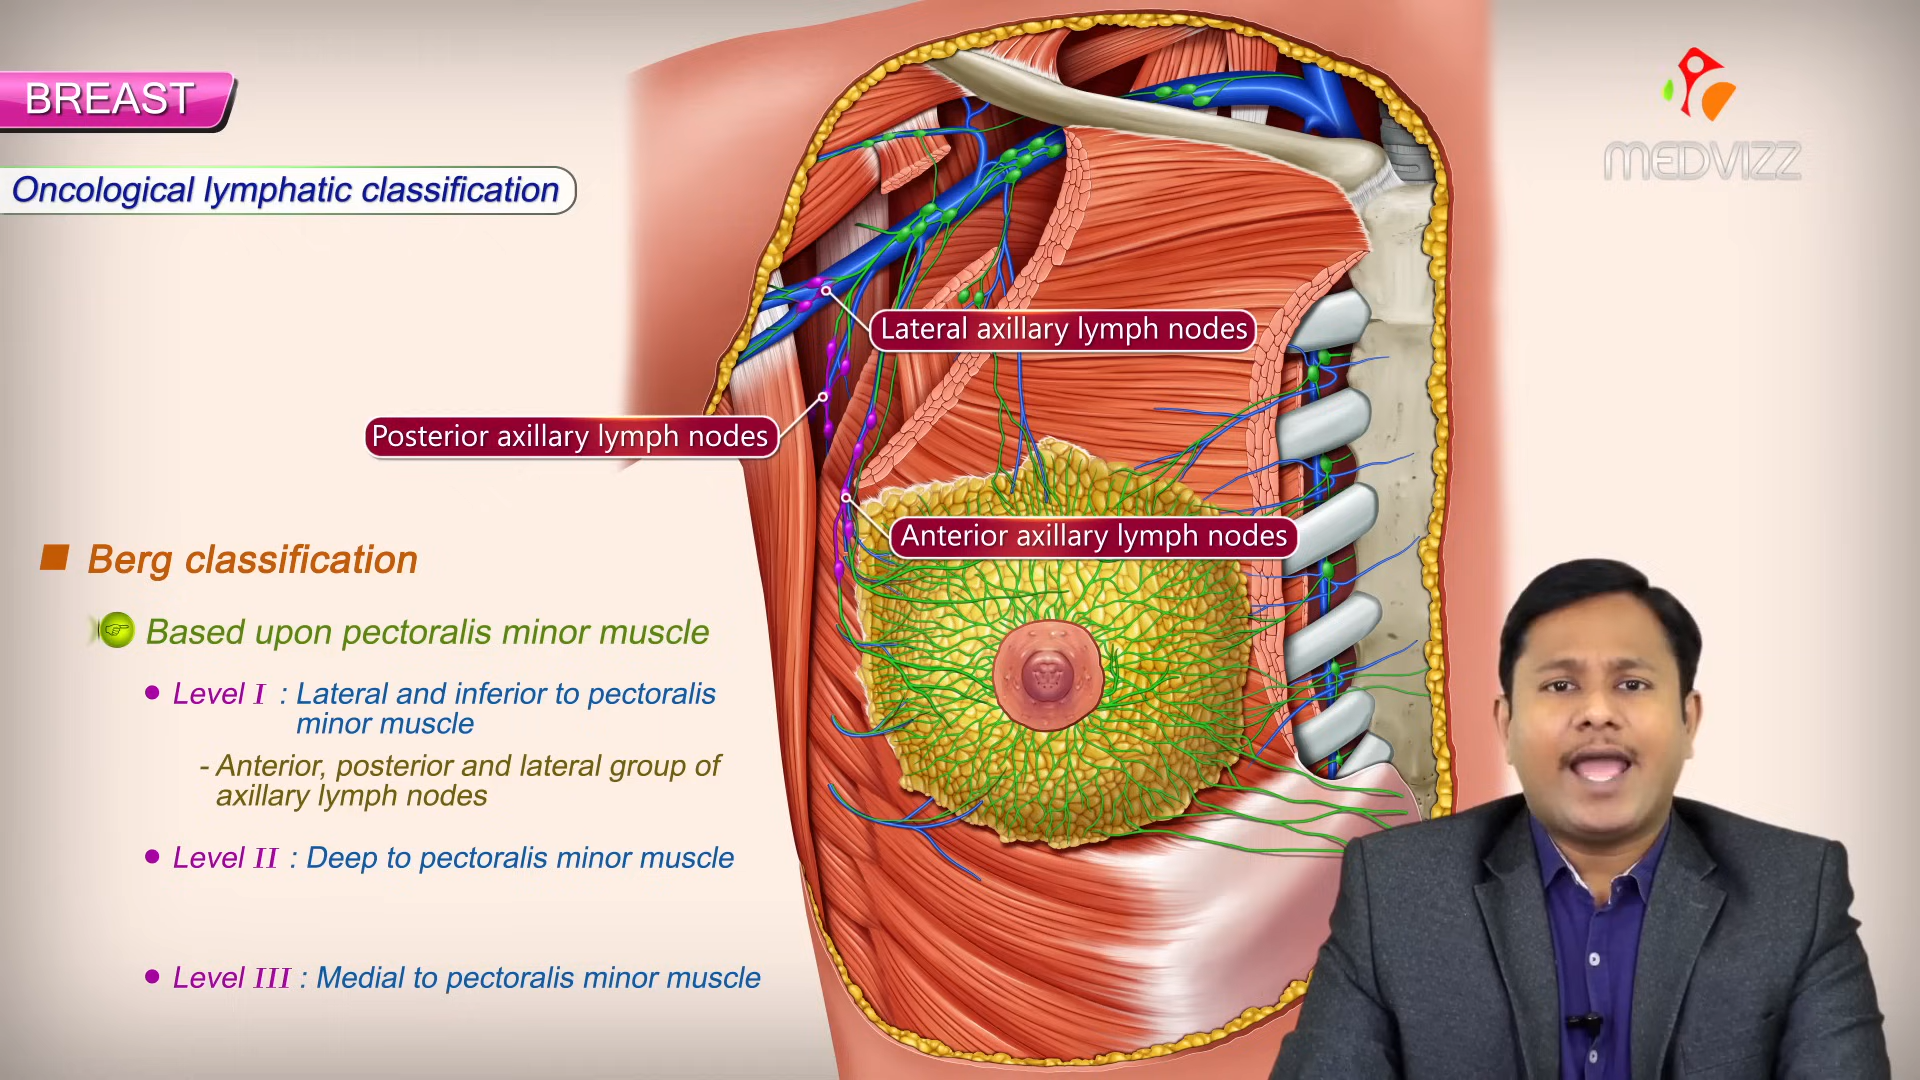 BREAST
Oncological lymphatic classification
MEDVIZZ
Lateral axillary lymph nodes
Posterior axillary lymph nodes
Anterior axillary lymph nodes
■ Berg classification
Based upon pectoralis minor muscle
• Level I : Lateral and inferior to pectoralis
minor muscle
- Anterior, posterior and lateral group of
axillary lymph nodes
• Level II : Deep to pectoralis minor muscle
• Level III : Medial to pectoralis minor muscle